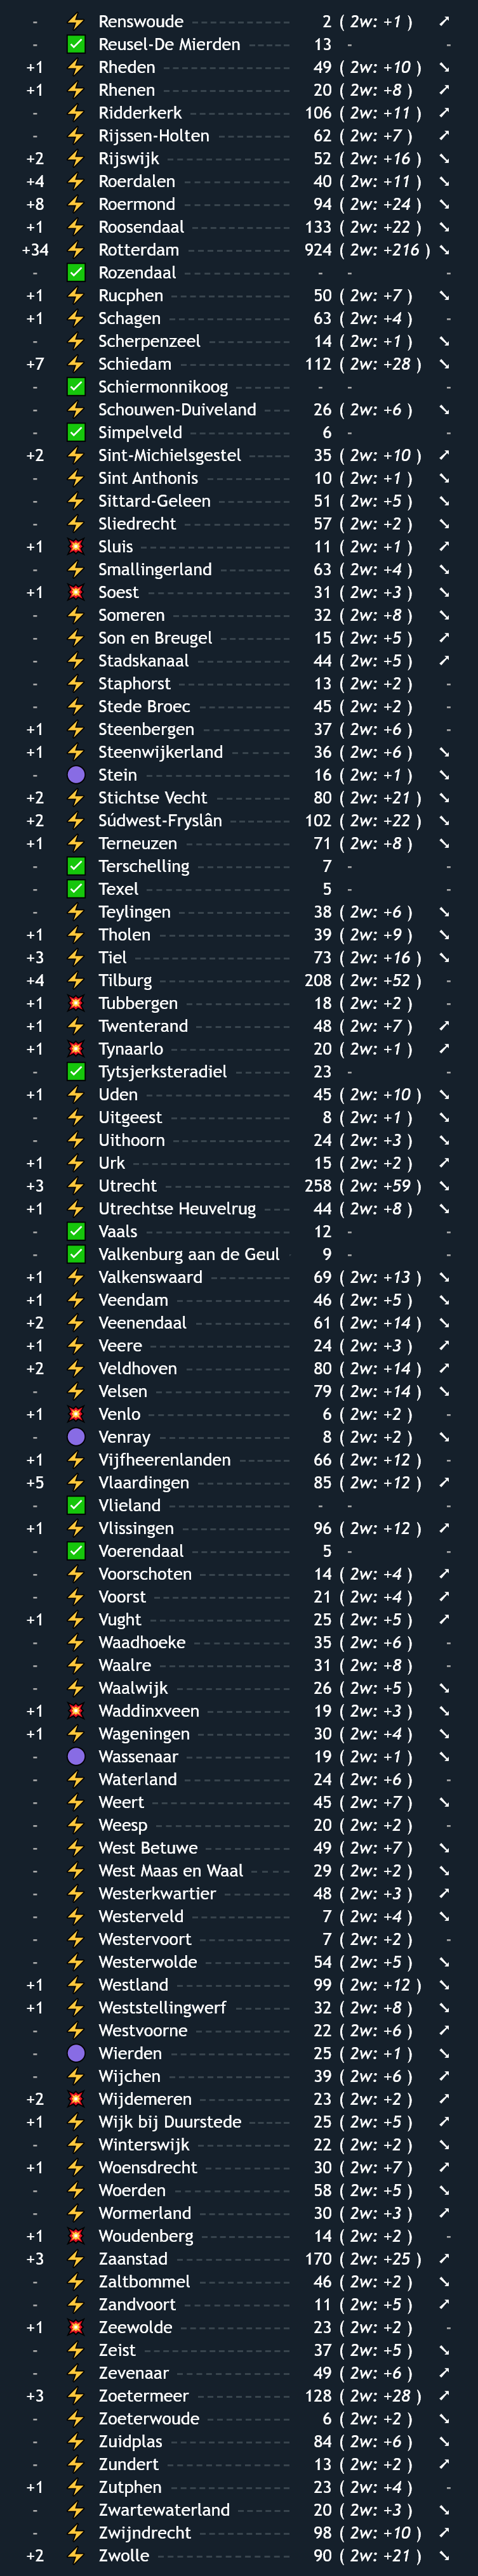 - ⚡ Renswoude 2 ( 2w: +1 ) ➚
- ✅ Reusel-De Mierden 13 - -
+1 ⚡ Rheden 49 ( 2w: +10 ) ➘
+1 ⚡ Rhenen 20 ( 2w: +8 ) ➚
- ⚡ Ridderkerk 106 ( 2w: +11 ) ➚
- ⚡ Rijssen-Holten 62 ( 2w: +7 ) ➚
+2 ⚡ Rijswijk 52 ( 2w: +16 ) ➘
+4 ⚡ Roerdalen 40 ( 2w: +11 ) ➘
+8 ⚡ Roermond 94 ( 2w: +24 ) ➘
+1 ⚡ Roosendaal 133 ( 2w: +22 ) ➘
+34 ⚡ Rotterdam 924 ( 2w: +216 ) ➘
- ✅ Rozendaal - - -
+1 ⚡ Rucphen 50 ( 2w: +7 ) ➘
+1 ⚡ Schagen 63 ( 2w: +4 ) -
- ⚡ Scherpenzeel 14 ( 2w: +1 ) ➘
+7 ⚡ Schiedam 112 ( 2w: +28 ) ➘
- ✅ Schiermonnikoog - - -
- ⚡ Schouwen-Duiveland 26 ( 2w: +6 ) ➘
- ✅ Simpelveld 6 - -
+2 ⚡ Sint-Michielsgestel 35 ( 2w: +10 ) ➚
- ⚡ Sint Anthonis 10 ( 2w: +1 ) ➘
- ⚡ Sittard-Geleen 51 ( 2w: +5 ) ➘
- ⚡ Sliedrecht 57 ( 2w: +2 ) ➘
+1 💥 Sluis 11 ( 2w: +1 ) ➚
- ⚡ Smallingerland 63 ( 2w: +4 ) ➘
+1 💥 Soest 31 ( 2w: +3 ) ➘
- ⚡ Someren 32 ( 2w: +8 ) ➘
- ⚡ Son en Breugel 15 ( 2w: +5 ) ➚
- ⚡ Stadskanaal 44 ( 2w: +5 ) ➚
- ⚡ Staphorst 13 ( 2w: +2 ) -
- ⚡ Stede Broec 45 ( 2w: +2 ) -
+1 ⚡ Steenbergen 37 ( 2w: +6 ) -
+1 ⚡ Steenwijkerland 36 ( 2w: +6 ) ➘
- 🟣 Stein 16 ( 2w: +1 ) ➘
+2 ⚡ Stichtse Vecht 80 ( 2w: +21 ) ➘
+2 ⚡ Súdwest-Fryslân 102 ( 2w: +22 ) ➘
+1 ⚡ Terneuzen 71 ( 2w: +8 ) ➘
- ✅ Terschelling 7 - -
- ✅ Texel 5 - -
- ⚡ Teylingen 38 ( 2w: +6 ) ➘
+1 ⚡ Tholen 39 ( 2w: +9 ) ➘
+3 ⚡ Tiel 73 ( 2w: +16 ) ➘
+4 ⚡ Tilburg 208 ( 2w: +52 ) -
+1 💥 Tubbergen 18 ( 2w: +2 ) -
+1 ⚡ Twenterand 48 ( 2w: +7 ) ➚
+1 💥 Tynaarlo 20 ( 2w: +1 ) ➚
- ✅ Tytsjerksteradiel 23 - -
+1 ⚡ Uden 45 ( 2w: +10 ) ➘
- ⚡ Uitgeest 8 ( 2w: +1 ) ➘
- ⚡ Uithoorn 24 ( 2w: +3 ) ➘
+1 ⚡ Urk 15 ( 2w: +2 ) ➚
+3 ⚡ Utrecht 258 ( 2w: +59 ) ➘
+1 ⚡ Utrechtse Heuvelrug 44 ( 2w: +8 ) ➘
- ✅ Vaals 12 - -
- ✅ Valkenburg aan de Geul 9 - -
+1 ⚡ Valkenswaard 69 ( 2w: +13 ) ➘
+1 ⚡ Veendam 46 ( 2w: +5 ) ➘
+2 ⚡ Veenendaal 61 ( 2w: +14 ) ➘
+1 ⚡ Veere 24 ( 2w: +3 ) ➚
+2 ⚡ Veldhoven 80 ( 2w: +14 ) ➚
- ⚡ Velsen 79 ( 2w: +14 ) ➘
+1 💥 Venlo 6 ( 2w: +2 ) -
- 🟣 Venray 8 ( 2w: +2 ) ➘
+1 ⚡ Vijfheerenlanden 66 ( 2w: +12 ) -
+5 ⚡ Vlaardingen 85 ( 2w: +12 ) ➚
- ✅ Vlieland - - -
+1 ⚡ Vlissingen 96 ( 2w: +12 ) ➚
- ✅ Voerendaal 5 - -
- ⚡ Voorschoten 14 ( 2w: +4 ) ➚
- ⚡ Voorst 21 ( 2w: +4 ) ➚
+1 ⚡ Vught 25 ( 2w: +5 ) ➚
- ⚡ Waadhoeke 35 ( 2w: +6 ) -
- ⚡ Waalre 31 ( 2w: +8 ) -
- ⚡ Waalwijk 26 ( 2w: +5 ) ➘
+1 💥 Waddinxveen 19 ( 2w: +3 ) ➘
+1 ⚡ Wageningen 30 ( 2w: +4 ) ➘
- 🟣 Wassenaar 19 ( 2w: +1 ) ➘
- ⚡ Waterland 24 ( 2w: +6 ) -
- ⚡ Weert 45 ( 2w: +7 ) ➘
- ⚡ Weesp 20 ( 2w: +2 ) -
- ⚡ West Betuwe 49 ( 2w: +7 ) ➘
- ⚡ West Maas en Waal 29 ( 2w: +2 ) ➘
- ⚡ Westerkwartier 48 ( 2w: +3 ) ➚
- ⚡ Westerveld 7 ( 2w: +4 ) ➘
- ⚡ Westervoort 7 ( 2w: +2 ) -
- ⚡ Westerwolde 54 ( 2w: +5 ) ➘
+1 ⚡ Westland 99 ( 2w: +12 ) ➘
+1 ⚡ Weststellingwerf 32 ( 2w: +8 ) ➘
- ⚡ Westvoorne 22 ( 2w: +6 ) ➚
- 🟣 Wierden 25 ( 2w: +1 ) ➘
- ⚡ Wijchen 39 ( 2w: +6 ) ➚
+2 💥 Wijdemeren 23 ( 2w: +2 ) ➚
+1 ⚡ Wijk bij Duurstede 25 ( 2w: +5 ) ➚
- ⚡ Winterswijk 22 ( 2w: +2 ) ➘
+1 ⚡ Woensdrecht 30 ( 2w: +7 ) ➚
- ⚡ Woerden 58 ( 2w: +5 ) ➘
- ⚡ Wormerland 30 ( 2w: +3 ) ➚
+1 💥 Woudenberg 14 ( 2w: +2 ) -
+3 ⚡ Zaanstad 170 ( 2w: +25 ) ➚
- ⚡ Zaltbommel 46 ( 2w: +2 ) ➘
- ⚡ Zandvoort 11 ( 2w: +5 ) ➚
+1 💥 Zeewolde 23 ( 2w: +2 ) -
- ⚡ Zeist 37 ( 2w: +5 ) ➘
- ⚡ Zevenaar 49 ( 2w: +6 ) ➚
+3 ⚡ Zoetermeer 128 ( 2w: +28 ) ➚
- ⚡ Zoeterwoude 6 ( 2w: +2 ) ➘
- ⚡ Zuidplas 84 ( 2w: +6 ) ➘
- ⚡ Zundert 13 ( 2w: +2 ) ➚
+1 ⚡ Zutphen 23 ( 2w: +4 ) -
- ⚡ Zwartewaterland 20 ( 2w: +3 ) ➘
- ⚡ Zwijndrecht 98 ( 2w: +10 ) ➚
+2 ⚡ Zwolle 90 ( 2w: +21 ) ➘